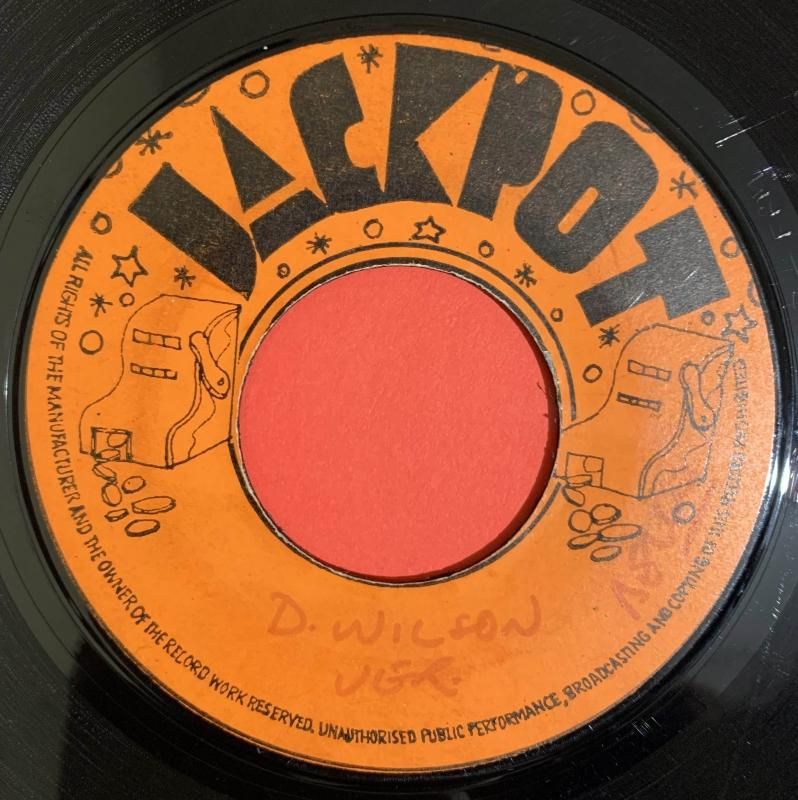 JACKPOT
ALL RIGHTS OF THE MANUFACTURER AND THE OWNER OF THE RECORD WORK RESERVED. UNAUTHORISED PUBLIC PERFORMANCE, BROADCASTING AND COPYING OF THIS RECORD
D. WILSON
VER.